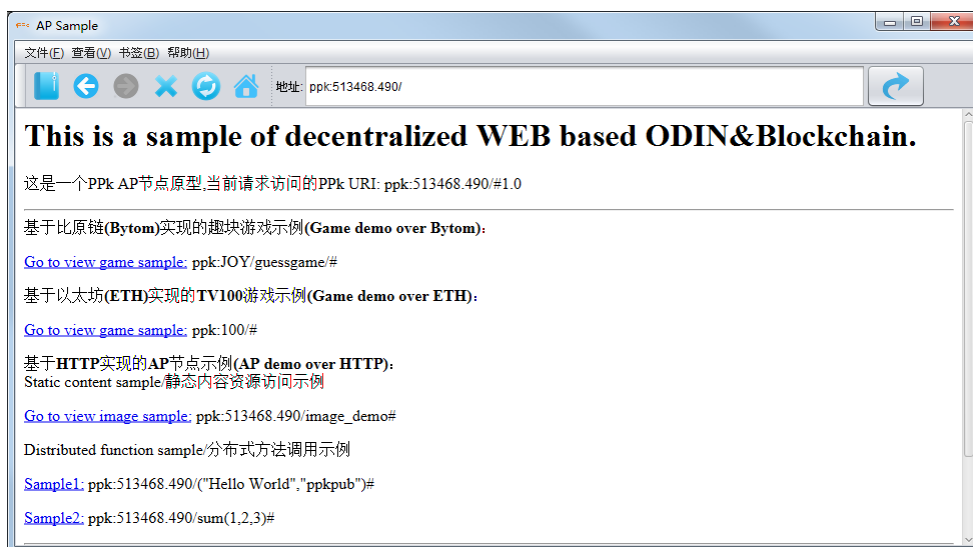 AP Sample
文件(F) 查看(V) 书签(B) 帮助(H)
地址: ppk:513468.490/
This is a sample of decentralized WEB based ODIN&Blockchain.
这是一个PPk AP节点原型,当前请求访问的PPk URI: ppk:513468.490/#1.0
基于比原链(Bytom)实现的趣块游戏示例(Game demo over Bytom)：
Go to view game sample: ppk:JOY/guessgame/#
基于以太坊(ETH)实现的TV100游戏示例(Game demo over ETH)：
Go to view game sample: ppk:100/#
基于HTTP实现的AP节点示例(AP demo over HTTP)：
Static content sample/静态内容资源访问示例
Go to view image sample: ppk:513468.490/image_demo#
Distributed function sample/分布式方法调用示例
Sample1: ppk:513468.490/("Hello World","ppkpub")#
Sample2: ppk:513468.490/sum(1,2,3)#